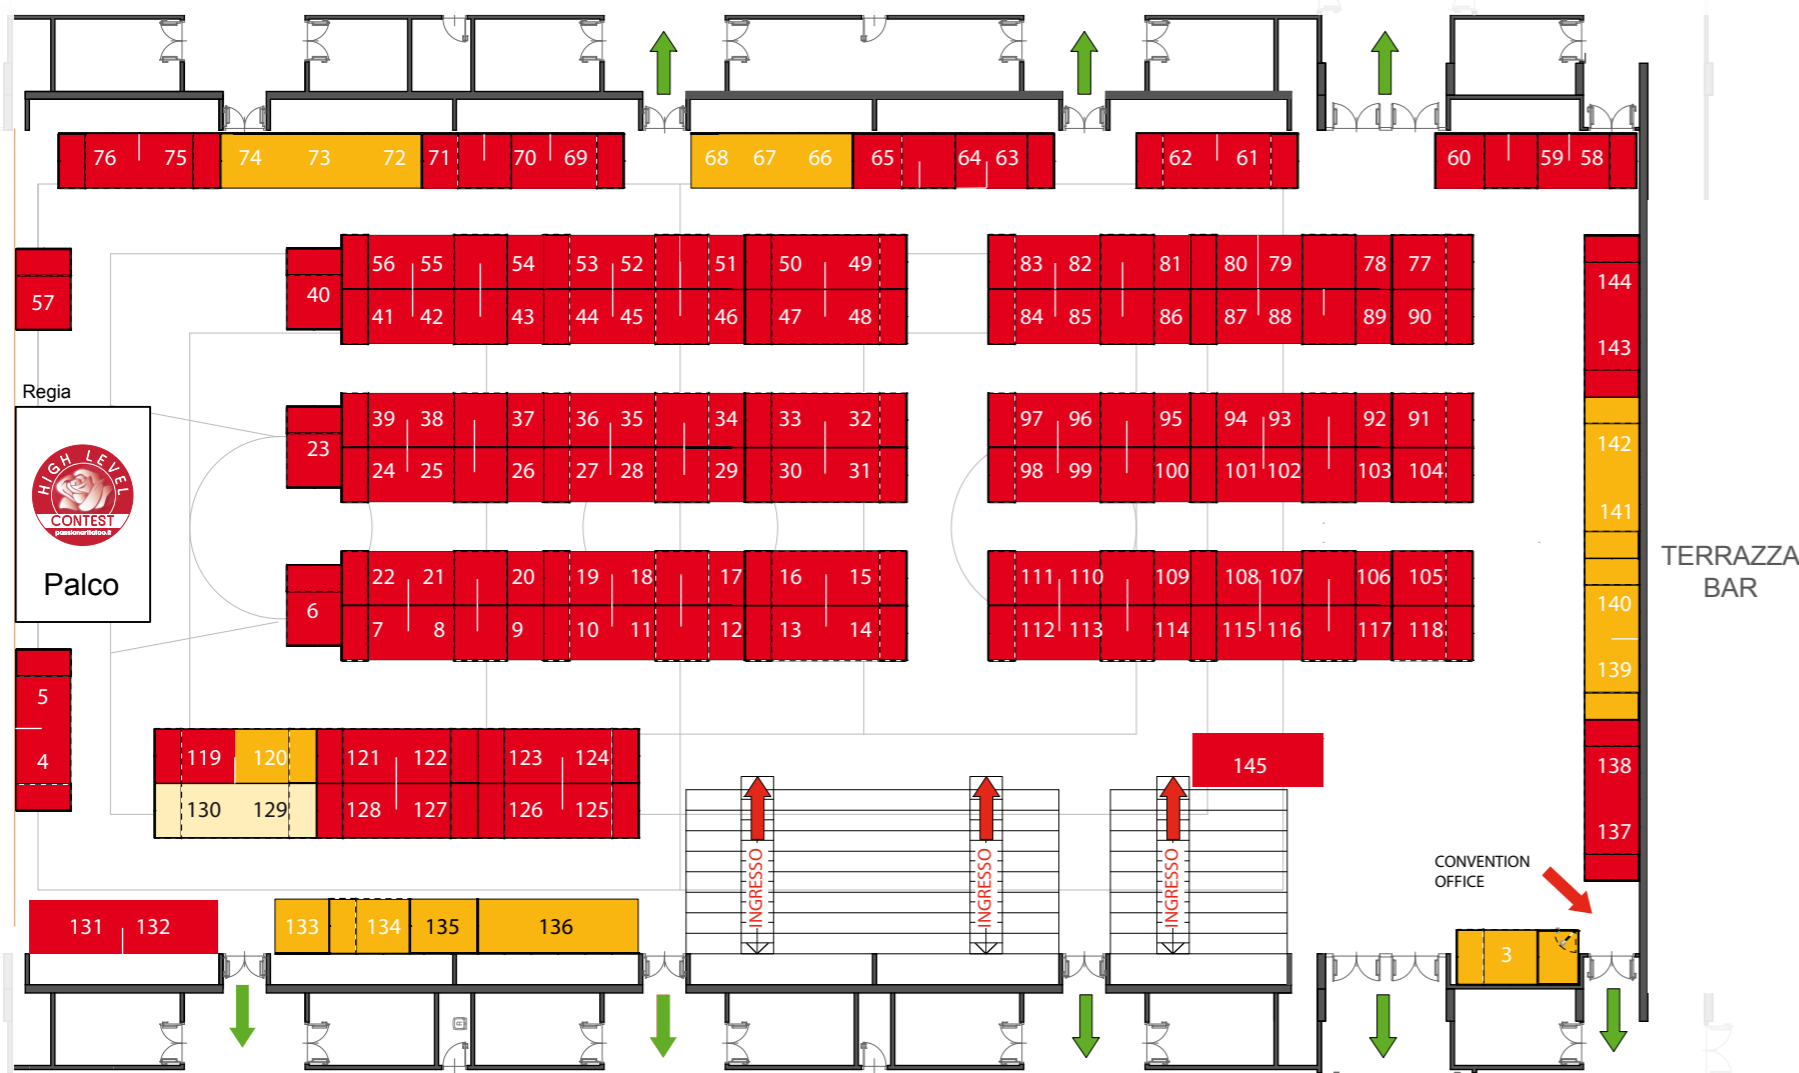 76 75 74 73 72 71 70 69 68 67 66 65 64 63 62 61 60 59 58
56 55 54 53 52 51 50 49 83 82 81 80 79 78 77
57 40 144
41 42 43 44 45 46 47 48 84 85 86 87 88 89 90
143
Regia
39 38 37 36 35 34 33 32 97 96 95 94 93 92 91
23 142
24 25 26 27 28 29 30 31 98 99 100 101 102 103 104
HIGH LEVEL
CONTEST
passionartattoo.it
141
Palco
TERRAZZA
BAR
22 21 20 19 18 17 16 15 111 110 109 108 107 106 105
6 140
7 8 9 10 11 12 13 14 112 113 114 115 116 117 118
139
5
4
119 120 121 122 123 124 145 138
130 129 128 127 126 125
137
INGRESSO
INGRESSO
INGRESSO
CONVENTION
OFFICE
131 132 133 134 135 136
3